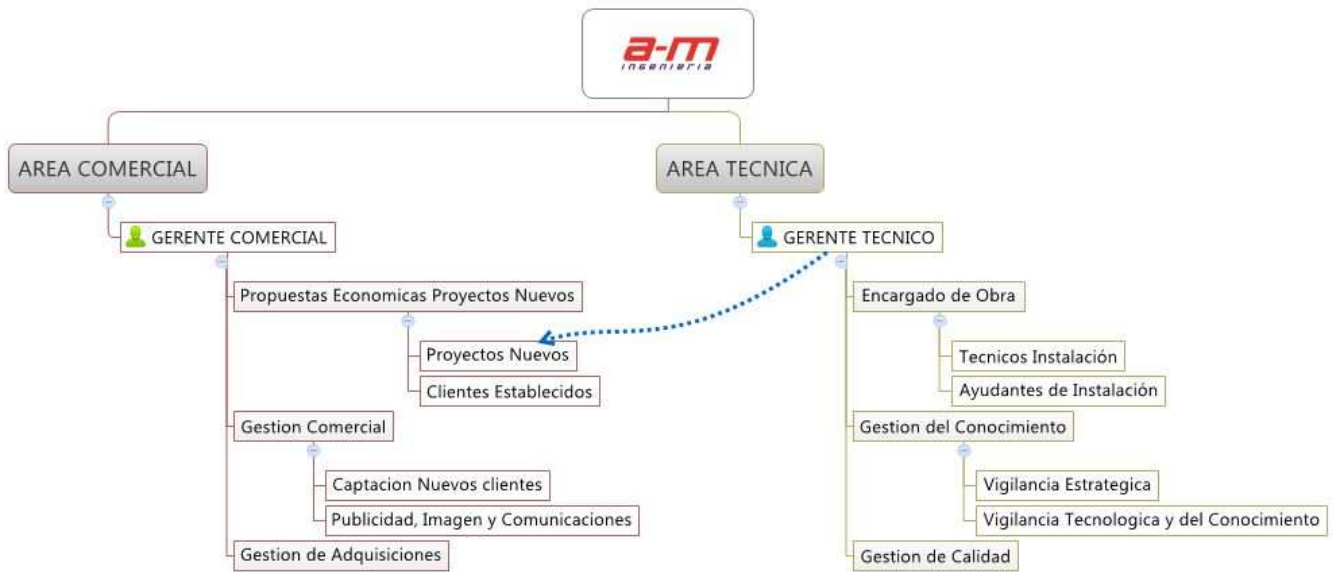 a-m
ingenieria
AREA COMERCIAL
GERENTE COMERCIAL
Propuestas Economicas Proyectos Nuevos
Proyectos Nuevos
Clientes Establecidos
Gestion Comercial
Captacion Nuevos clientes
Publicidad, Imagen y Comunicaciones
Gestion de Adquisiciones
AREA TECNICA
GERENTE TECNICO
Encargado de Obra
Tecnicos Instalación
Ayudantes de Instalación
Gestion del Conocimiento
Vigilancia Estrategica
Vigilancia Tecnologica y del Conocimiento
Gestion de Calidad